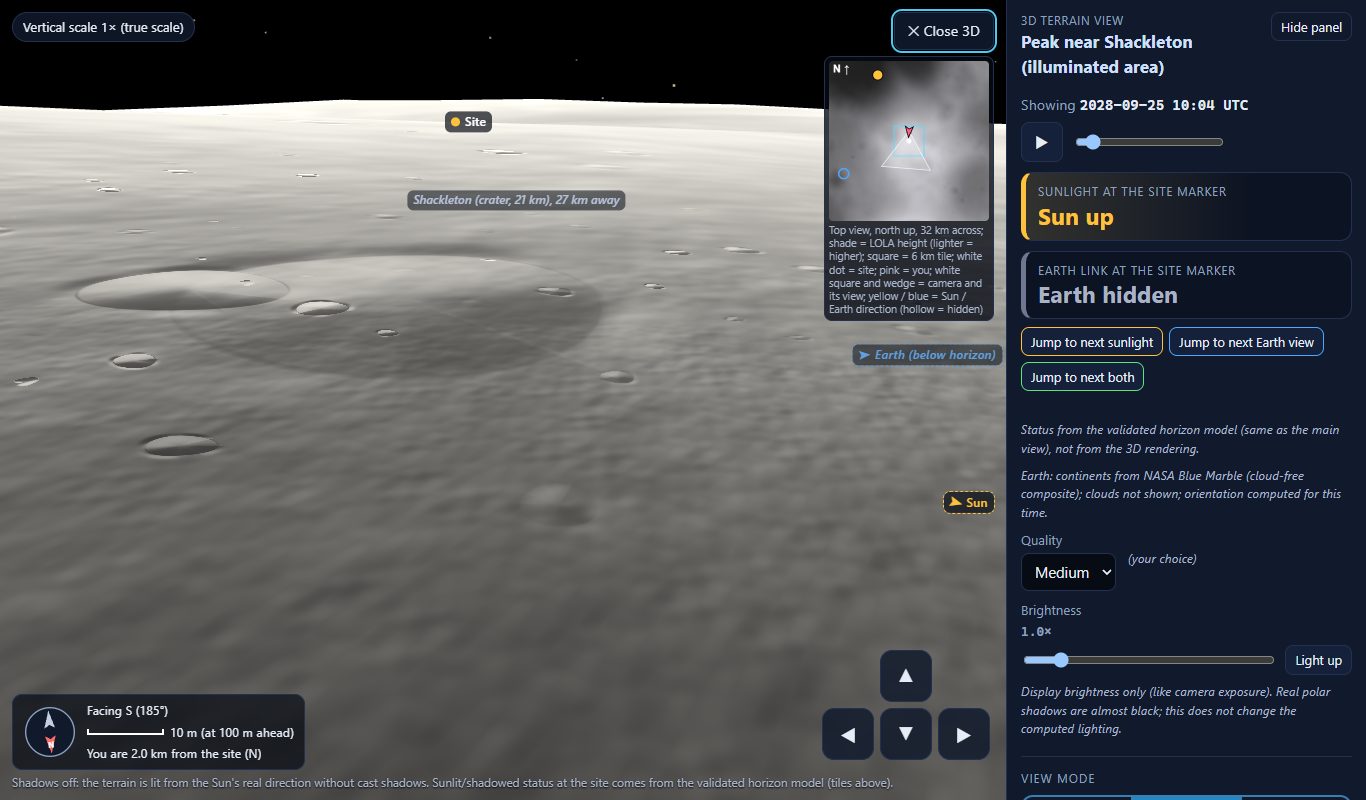 Vertical scale 1× (true scale)
✕ Close 3D
Site
Shackleton (crater, 21 km), 27 km away
N ↑
Top view, north up, 32 km across;
shade = LOLA height (lighter =
higher); square = 6 km tile; white
dot = site; pink = you; white
square and wedge = camera and
its view; yellow / blue = Sun /
Earth direction (hollow = hidden)
Earth (below horizon)
Sun
Facing S (185°)
10 m (at 100 m ahead)
You are 2.0 km from the site (N)
Shadows off: the terrain is lit from the Sun's real direction without cast shadows. Sunlit/shadowed status at the site comes from the validated horizon model (tiles above).
3D TERRAIN VIEW
Hide panel
Peak near Shackleton
(illuminated area)
Showing 2028-09-25 10:04 UTC
SUNLIGHT AT THE SITE MARKER
Sun up
EARTH LINK AT THE SITE MARKER
Earth hidden
Jump to next sunlight
Jump to next Earth view
Jump to next both
Status from the validated horizon model (same as the main
view), not from the 3D rendering.
Earth: continents from NASA Blue Marble (cloud-free
composite); clouds not shown; orientation computed for this
time.
Quality
Medium
(your choice)
Brightness
1.0×
Light up
Display brightness only (like camera exposure). Real polar
shadows are almost black; this does not change the
computed lighting.
VIEW MODE